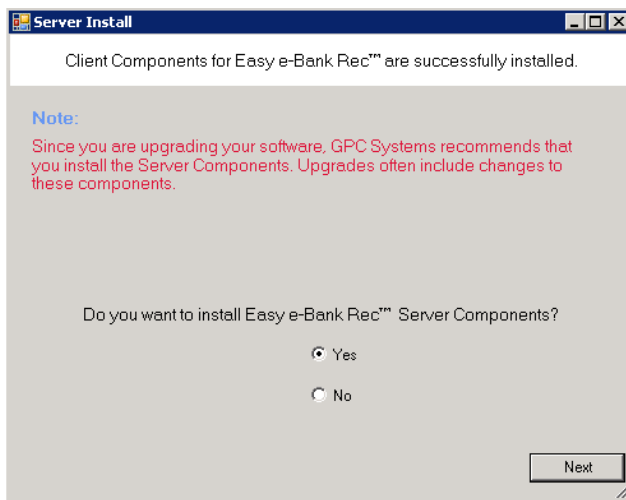 Server Install
Client Components for Easy e-Bank Rec™ are successfully installed.
Note:
Since you are upgrading your software, GPC Systems recommends that
you install the Server Components. Upgrades often include changes to
these components.
Do you want to install Easy e-Bank Rec™ Server Components?
Yes
No
Next